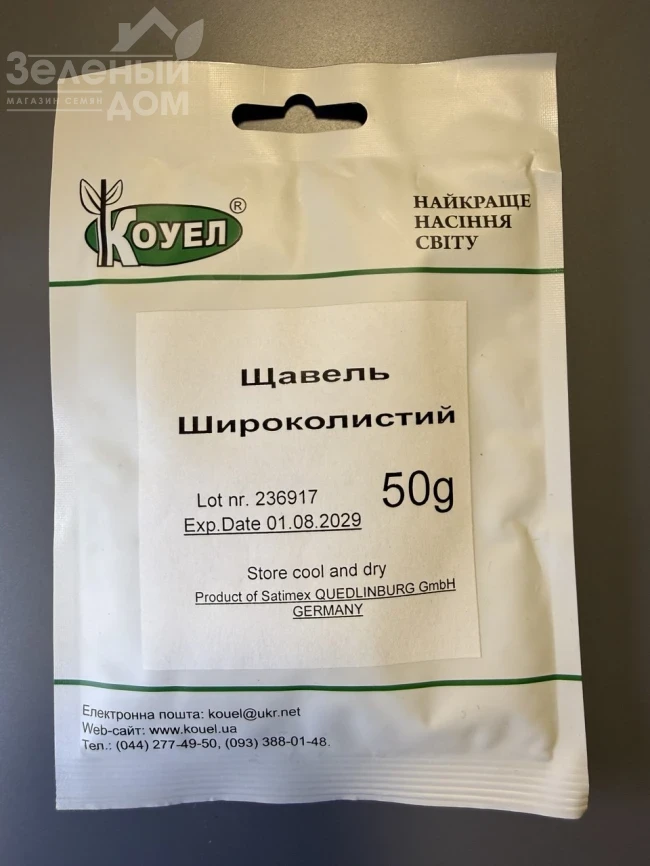 Зеленый
МАГАЗИН СЕМЯН ДОМ
КОУЕЛ ®
НАЙКРАЩЕ
НАСІННЯ
СВІТУ
Щавель
Широколистий
Lot nr. 236917 50g
Exp.Date 01.08.2029
Store cool and dry
Product of Satimex QUEDLINBURG GmbH
GERMANY
Електронна пошта: kouel@ukr.net
Web-сайт: www.kouel.ua
Тел.: (044) 277-49-50, (093) 388-01-48.